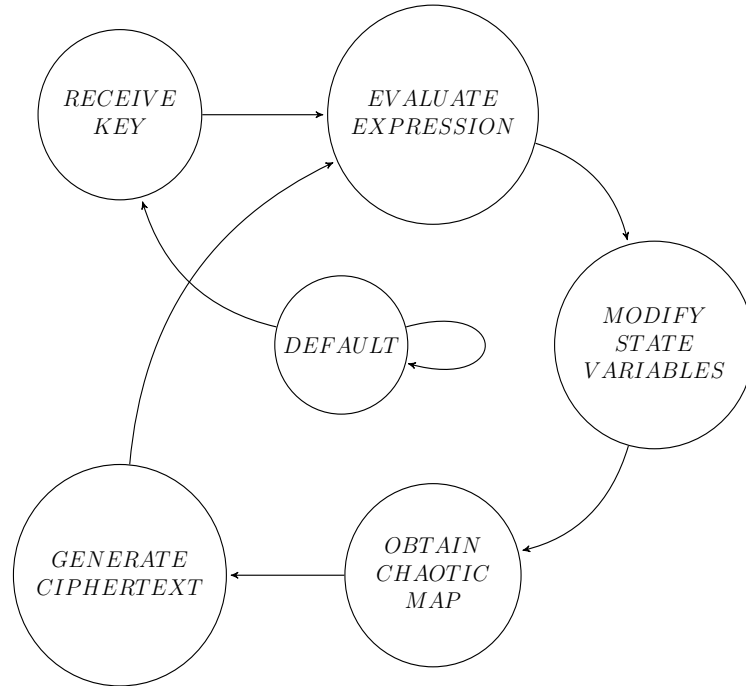 RECEIVE
KEY
EVALUATE
EXPRESSION
DEFAULT
MODIFY
STATE
VARIABLES
GENERATE
CIPHERTEXT
OBTAIN
CHAOTIC
MAP